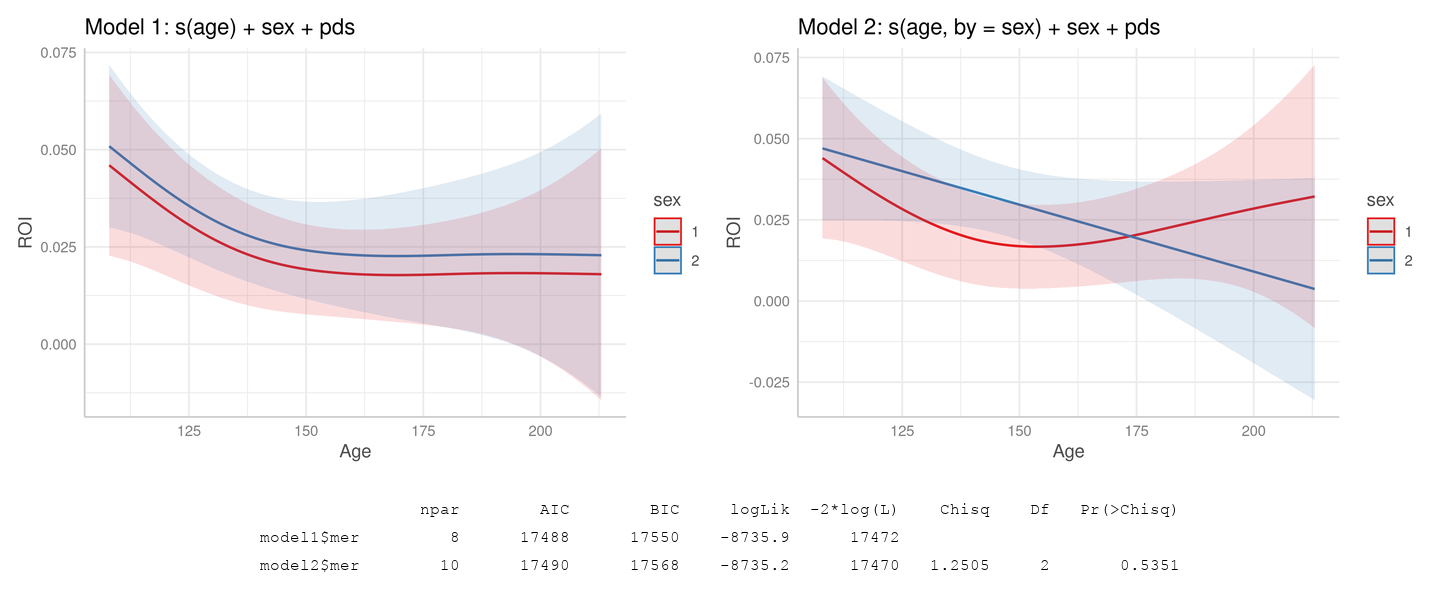 Model 1: s(age) + sex + pds
0.075
0.050
0.025
0.000
ROI
125 150 175 200
Age
sex
1
2
Model 2: s(age, by = sex) + sex + pds
0.075
0.050
0.025
0.000
-0.025
ROI
125 150 175 200
Age
sex
1
2
npar AIC BIC logLik -2*log(L) Chisq Df Pr(>Chisq)
model1$mer 8 17488 17550 -8735.9 17472
model2$mer 10 17490 17568 -8735.2 17470 1.2505 2 0.5351